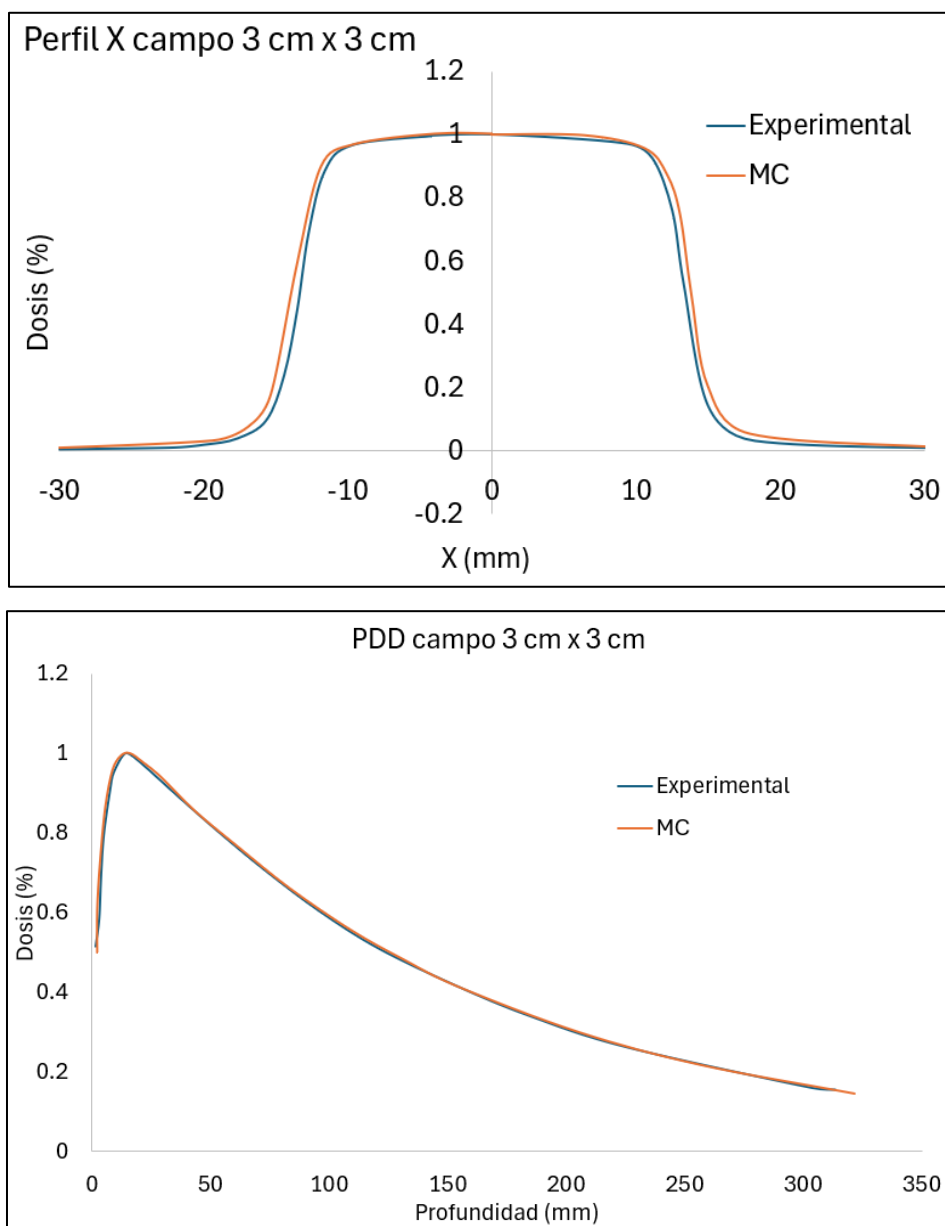 Perfil X campo 3 cm x 3 cm
1.2
1
0.8
0.6
0.4
0.2
0
-0.2
-30 -20 -10 0 10 20 30
Dosis (%)
X (mm)
Experimental
MC
PDD campo 3 cm x 3 cm
1.2
1
0.8
0.6
0.4
0.2
0
0 50 100 150 200 250 300 350
Dosis (%)
Profundidad (mm)
Experimental
MC